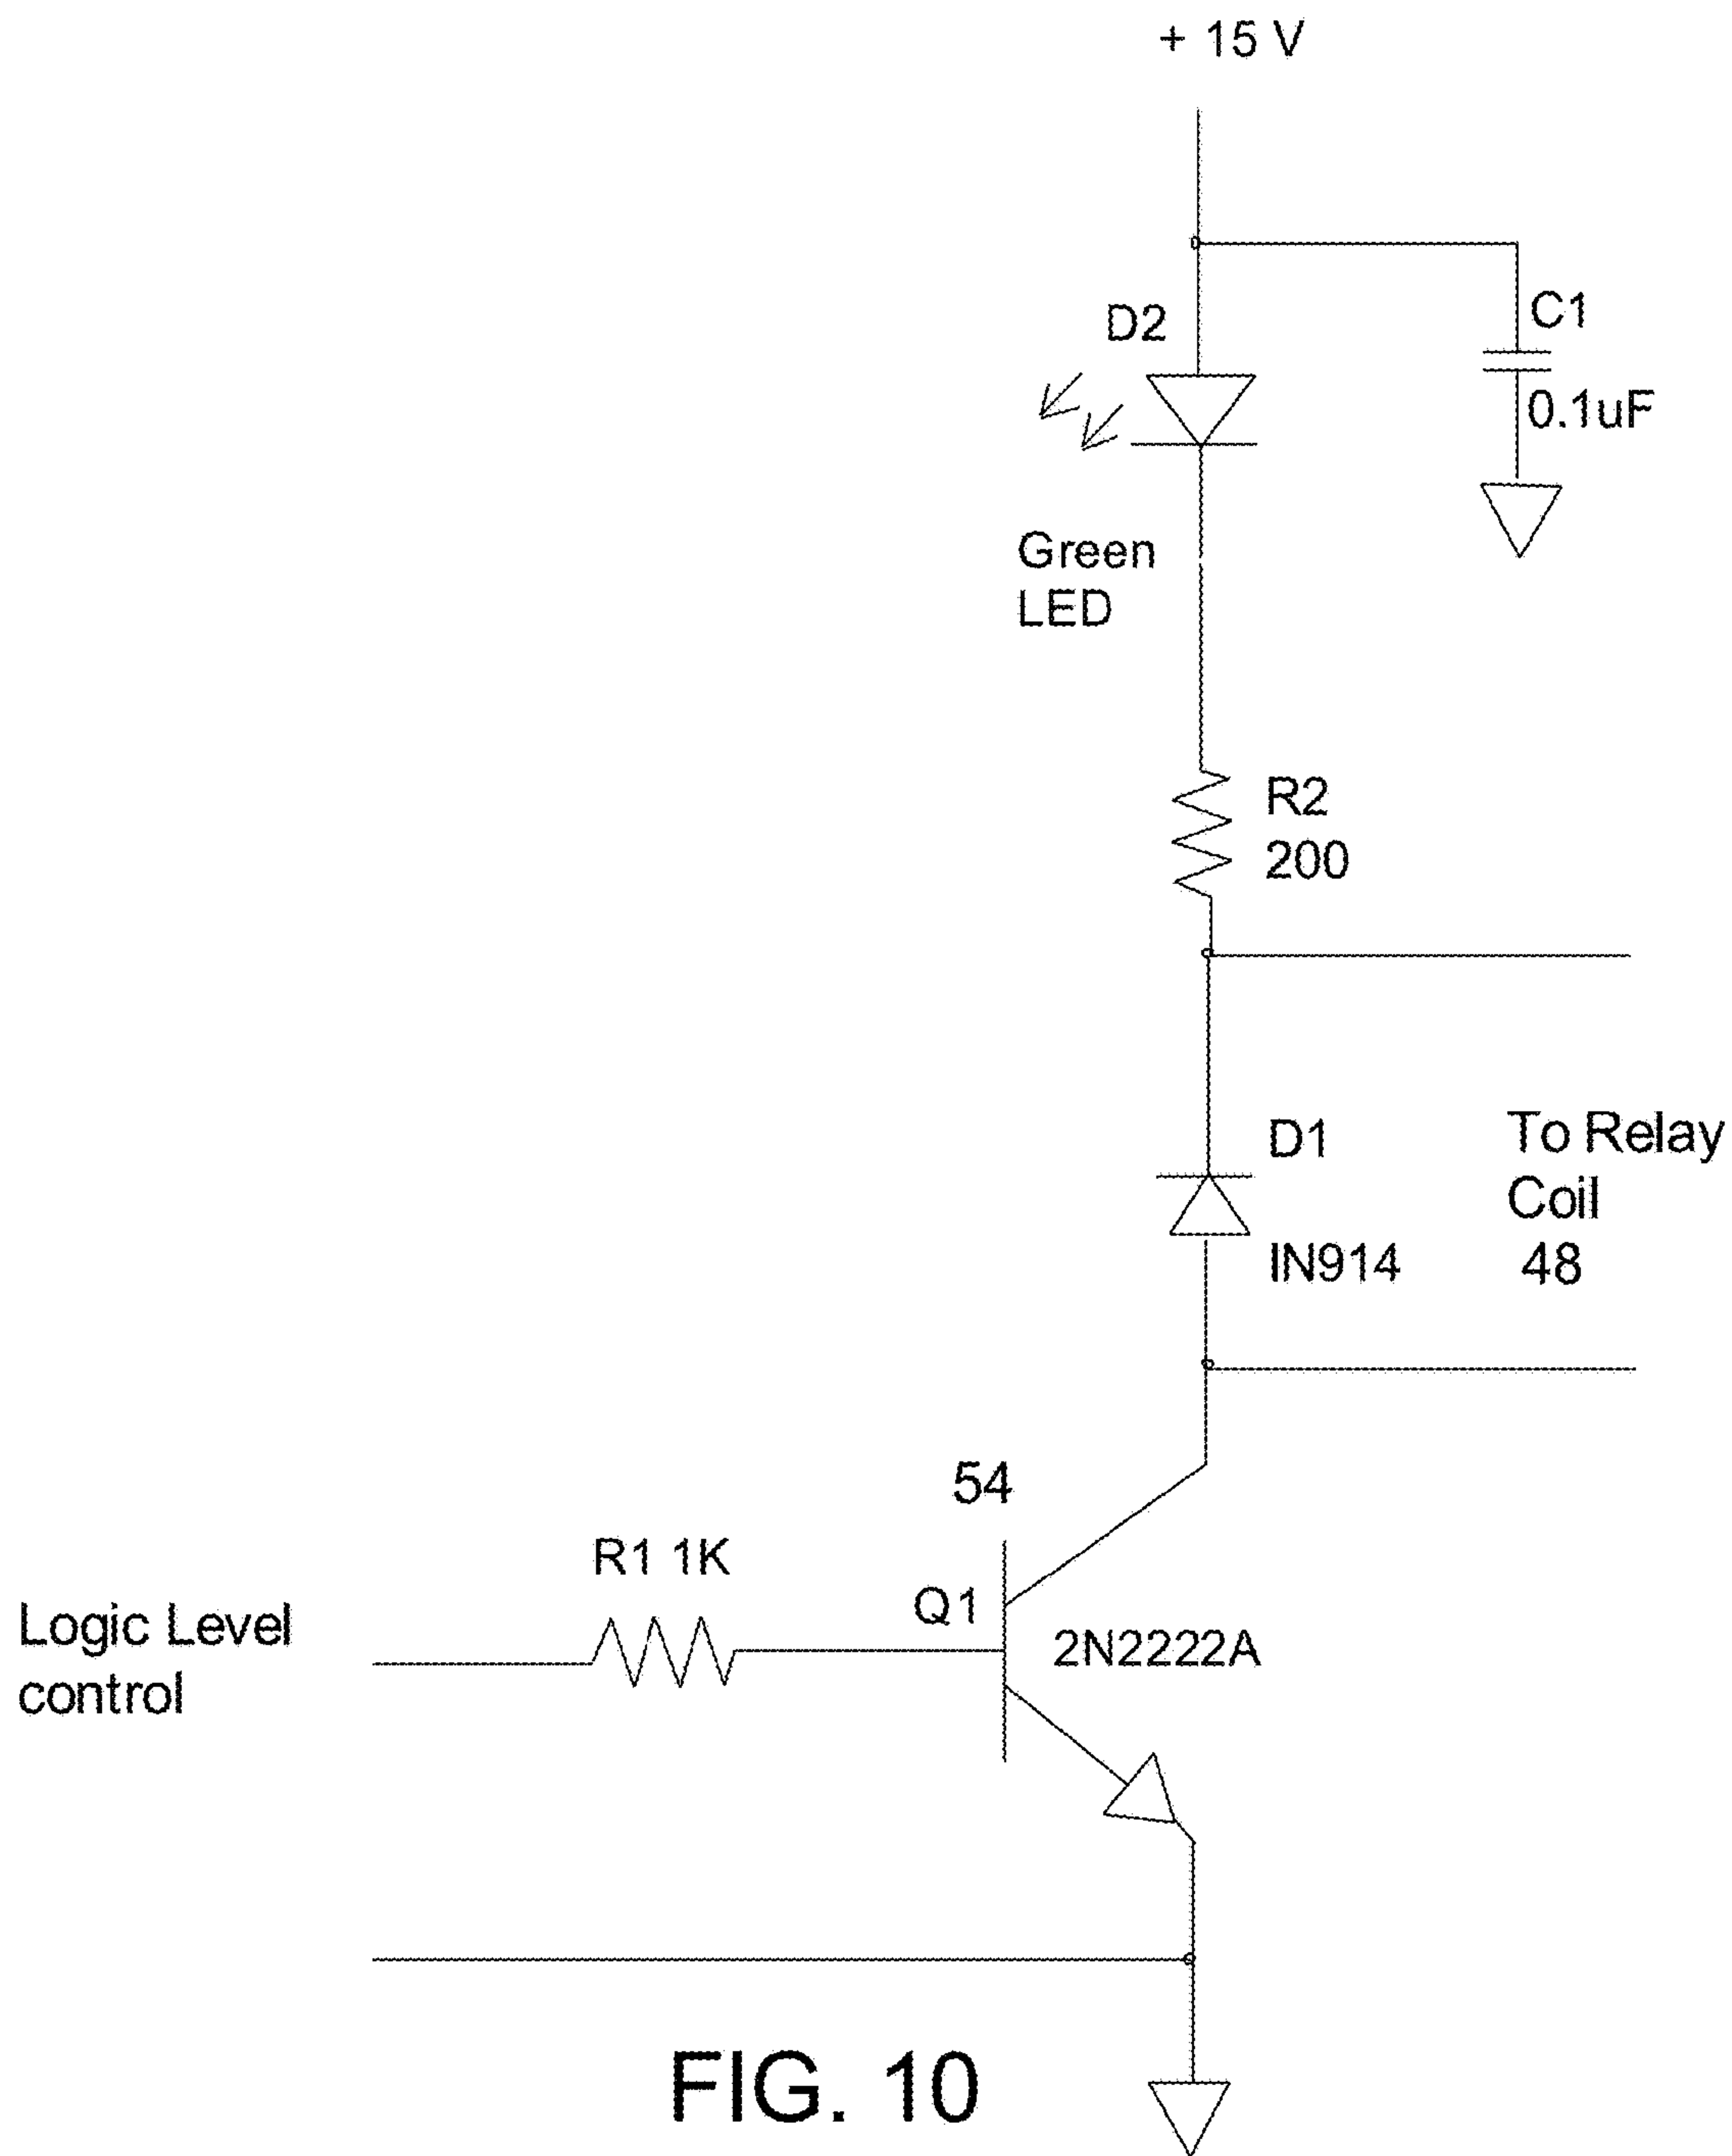 + 15 V
D2
C1
0.1uF
Green
LED
R2
200
D1
IN914
To Relay
Coil
48
54
R1 1K
Q1
2N2222A
Logic Level
control
FIG. 10